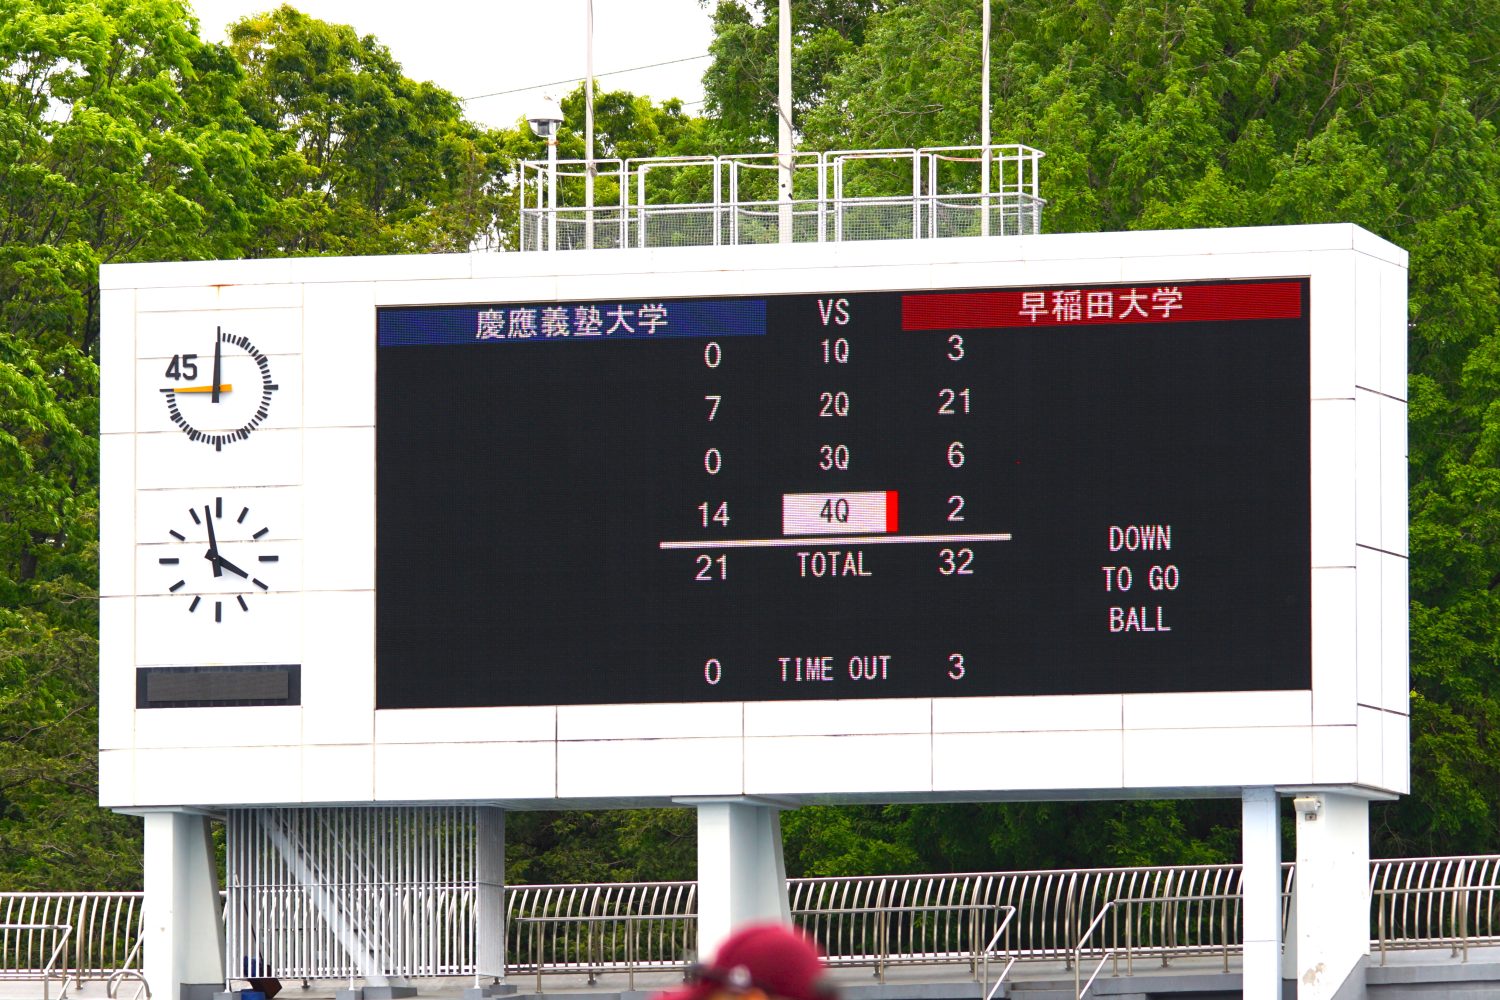 45
慶應義塾大学 VS 早稲田大学
0 1Q 3
7 2Q 21
0 3Q 6
14 4Q 2
21 TOTAL 32
DOWN
TO GO
BALL
0 TIME OUT 3